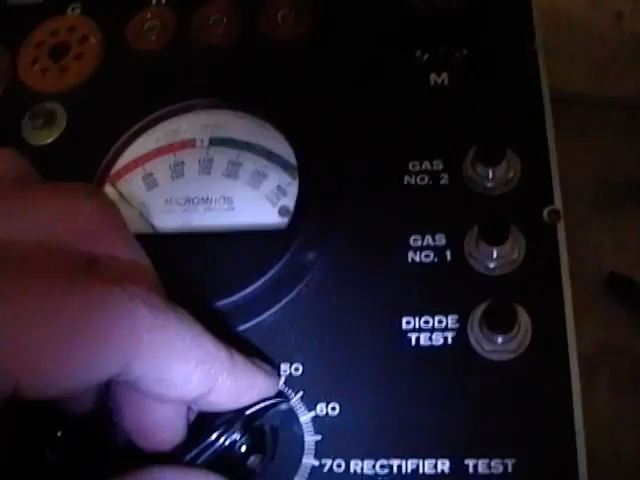 G
H
M
GAS
NO. 2
MICROMHOS
GAS
NO. 1
DIODE
TEST
50
60
70 RECTIFIER TEST